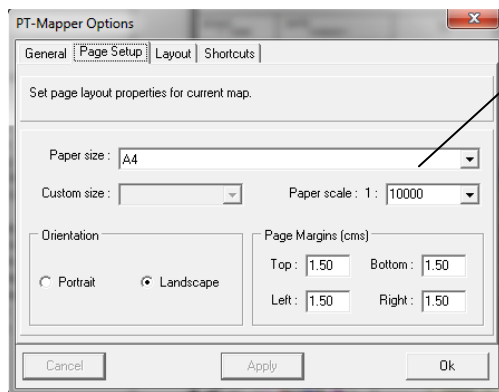 PT-Mapper Options
General Page Setup Layout Shortcuts
Set page layout properties for current map.
Paper size : A4
Custom size : Paper scale : 1 : 10000
Orientation
Portrait Landscape
Page Margins (cms)
Top : 1.50 Bottom : 1.50
Left : 1.50 Right : 1.50
Cancel Apply Ok